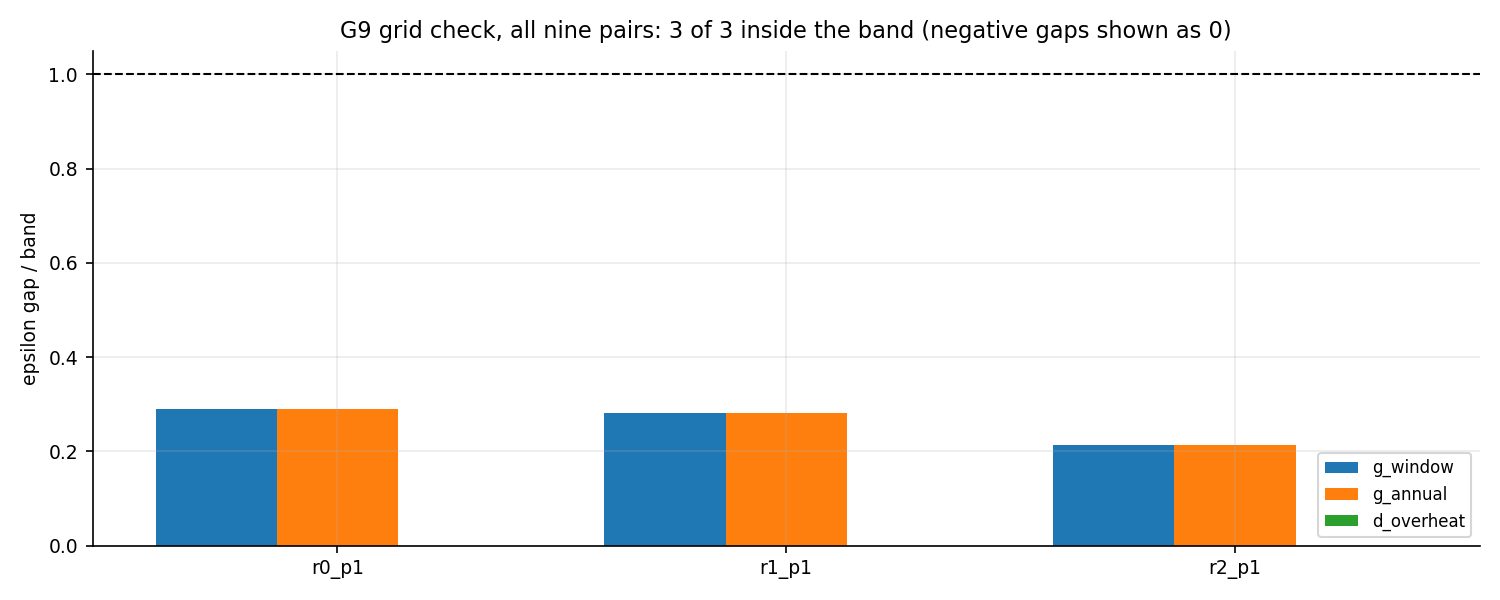 G9 grid check, all nine pairs: 3 of 3 inside the band (negative gaps shown as 0)
epsilon gap / band
1.0
0.8
0.6
0.4
0.2
0.0
r0_p1
r1_p1
r2_p1
g_window
g_annual
d_overheat